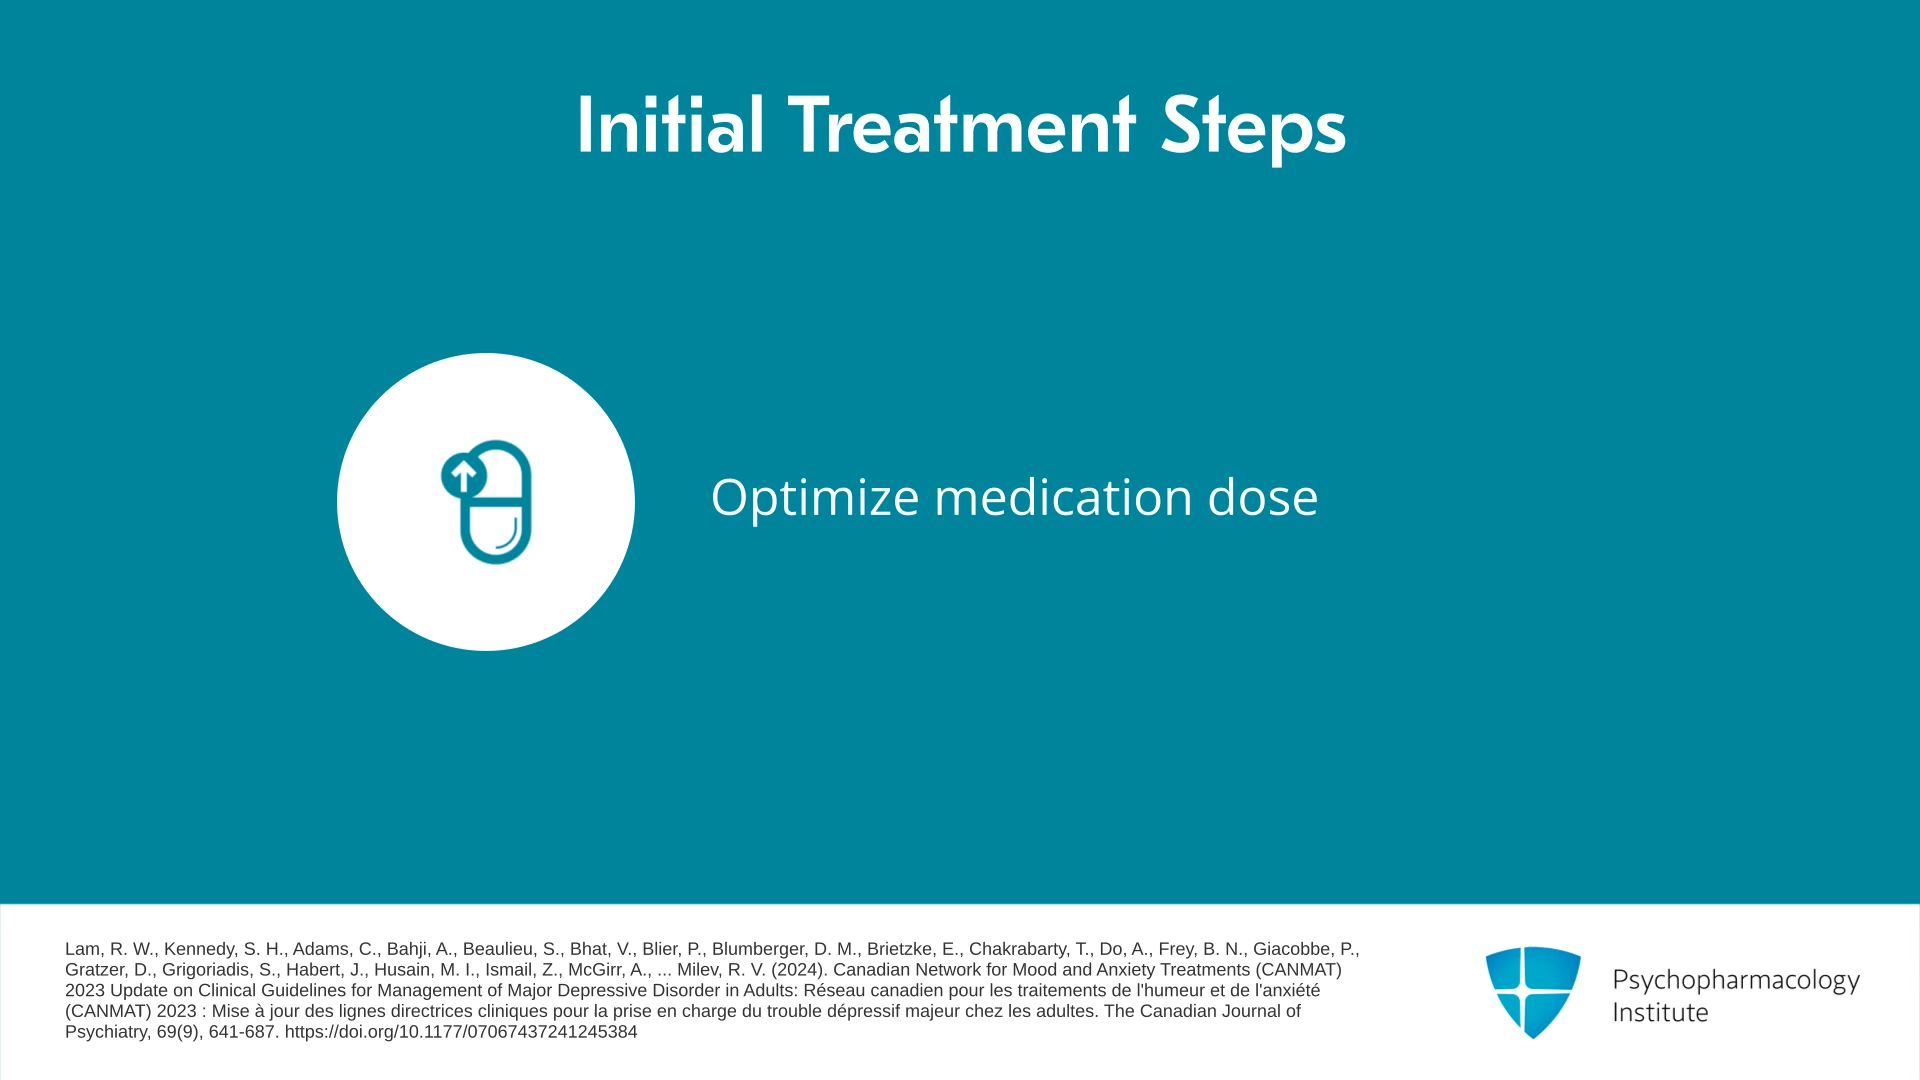 Initial Treatment Steps
Optimize medication dose
Lam, R. W., Kennedy, S. H., Adams, C., Bahji, A., Beaulieu, S., Bhat, V., Blier, P., Blumberger, D. M., Brietzke, E., Chakrabarty, T., Do, A., Frey, B. N., Giacobbe, P.,
Gratzer, D., Grigoriadis, S., Habert, J., Husain, M. I., Ismail, Z., McGirr, A., ... Milev, R. V. (2024). Canadian Network for Mood and Anxiety Treatments (CANMAT)
2023 Update on Clinical Guidelines for Management of Major Depressive Disorder in Adults: Réseau canadien pour les traitements de l'humeur et de l'anxiété
(CANMAT) 2023 : Mise à jour des lignes directrices cliniques pour la prise en charge du trouble dépressif majeur chez les adultes. The Canadian Journal of
Psychiatry, 69(9), 641-687. https://doi.org/10.1177/07067437241245384
Psychopharmacology
Institute